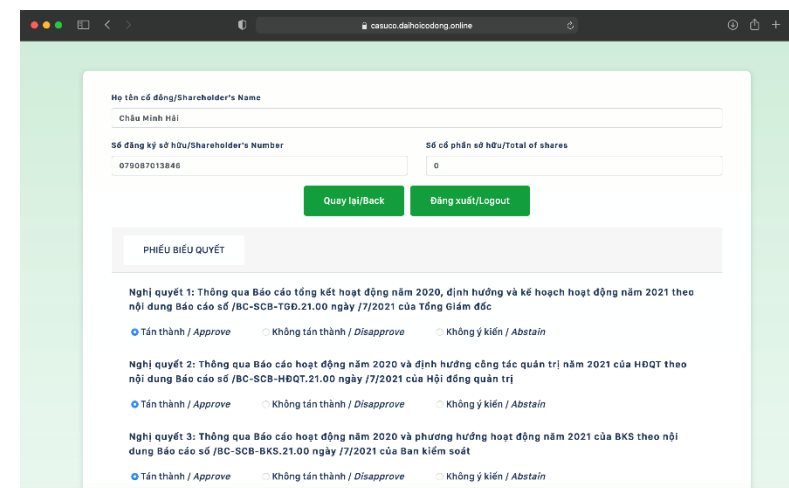 casuco.daihoicodong.online
Họ tên cổ đông/Shareholder's Name
Châu Minh Hải
Số đăng ký sở hữu/Shareholder's Number
Số cổ phần sở hữu/Total of shares
079087013846
0
Quay lại/Back
Đăng xuất/Logout
PHIẾU BIỂU QUYẾT
Nghị quyết 1: Thông qua Báo cáo tổng kết hoạt động năm 2020, định hướng và kế hoạch hoạt động năm 2021 theo
nội dung Báo cáo số /BC-SCB-TGĐ.21.00 ngày /7/2021 của Tổng Giám đốc
Tán thành / Approve
Không tán thành / Disapprove
Không ý kiến / Abstain
Nghị quyết 2: Thông qua Báo cáo hoạt động năm 2020 và định hướng công tác quản trị năm 2021 của HĐQT theo
nội dung Báo cáo số /BC-SCB-HĐQT.21.00 ngày /7/2021 của Hội đồng quản trị
Tán thành / Approve
Không tán thành / Disapprove
Không ý kiến / Abstain
Nghị quyết 3: Thông qua Báo cáo hoạt động năm 2020 và phương hướng hoạt động năm 2021 của BKS theo nội
dung Báo cáo số /BC-SCB-BKS.21.00 ngày /7/2021 của Ban kiểm soát
Tán thành / Approve
Không tán thành / Disapprove
Không ý kiến / Abstain